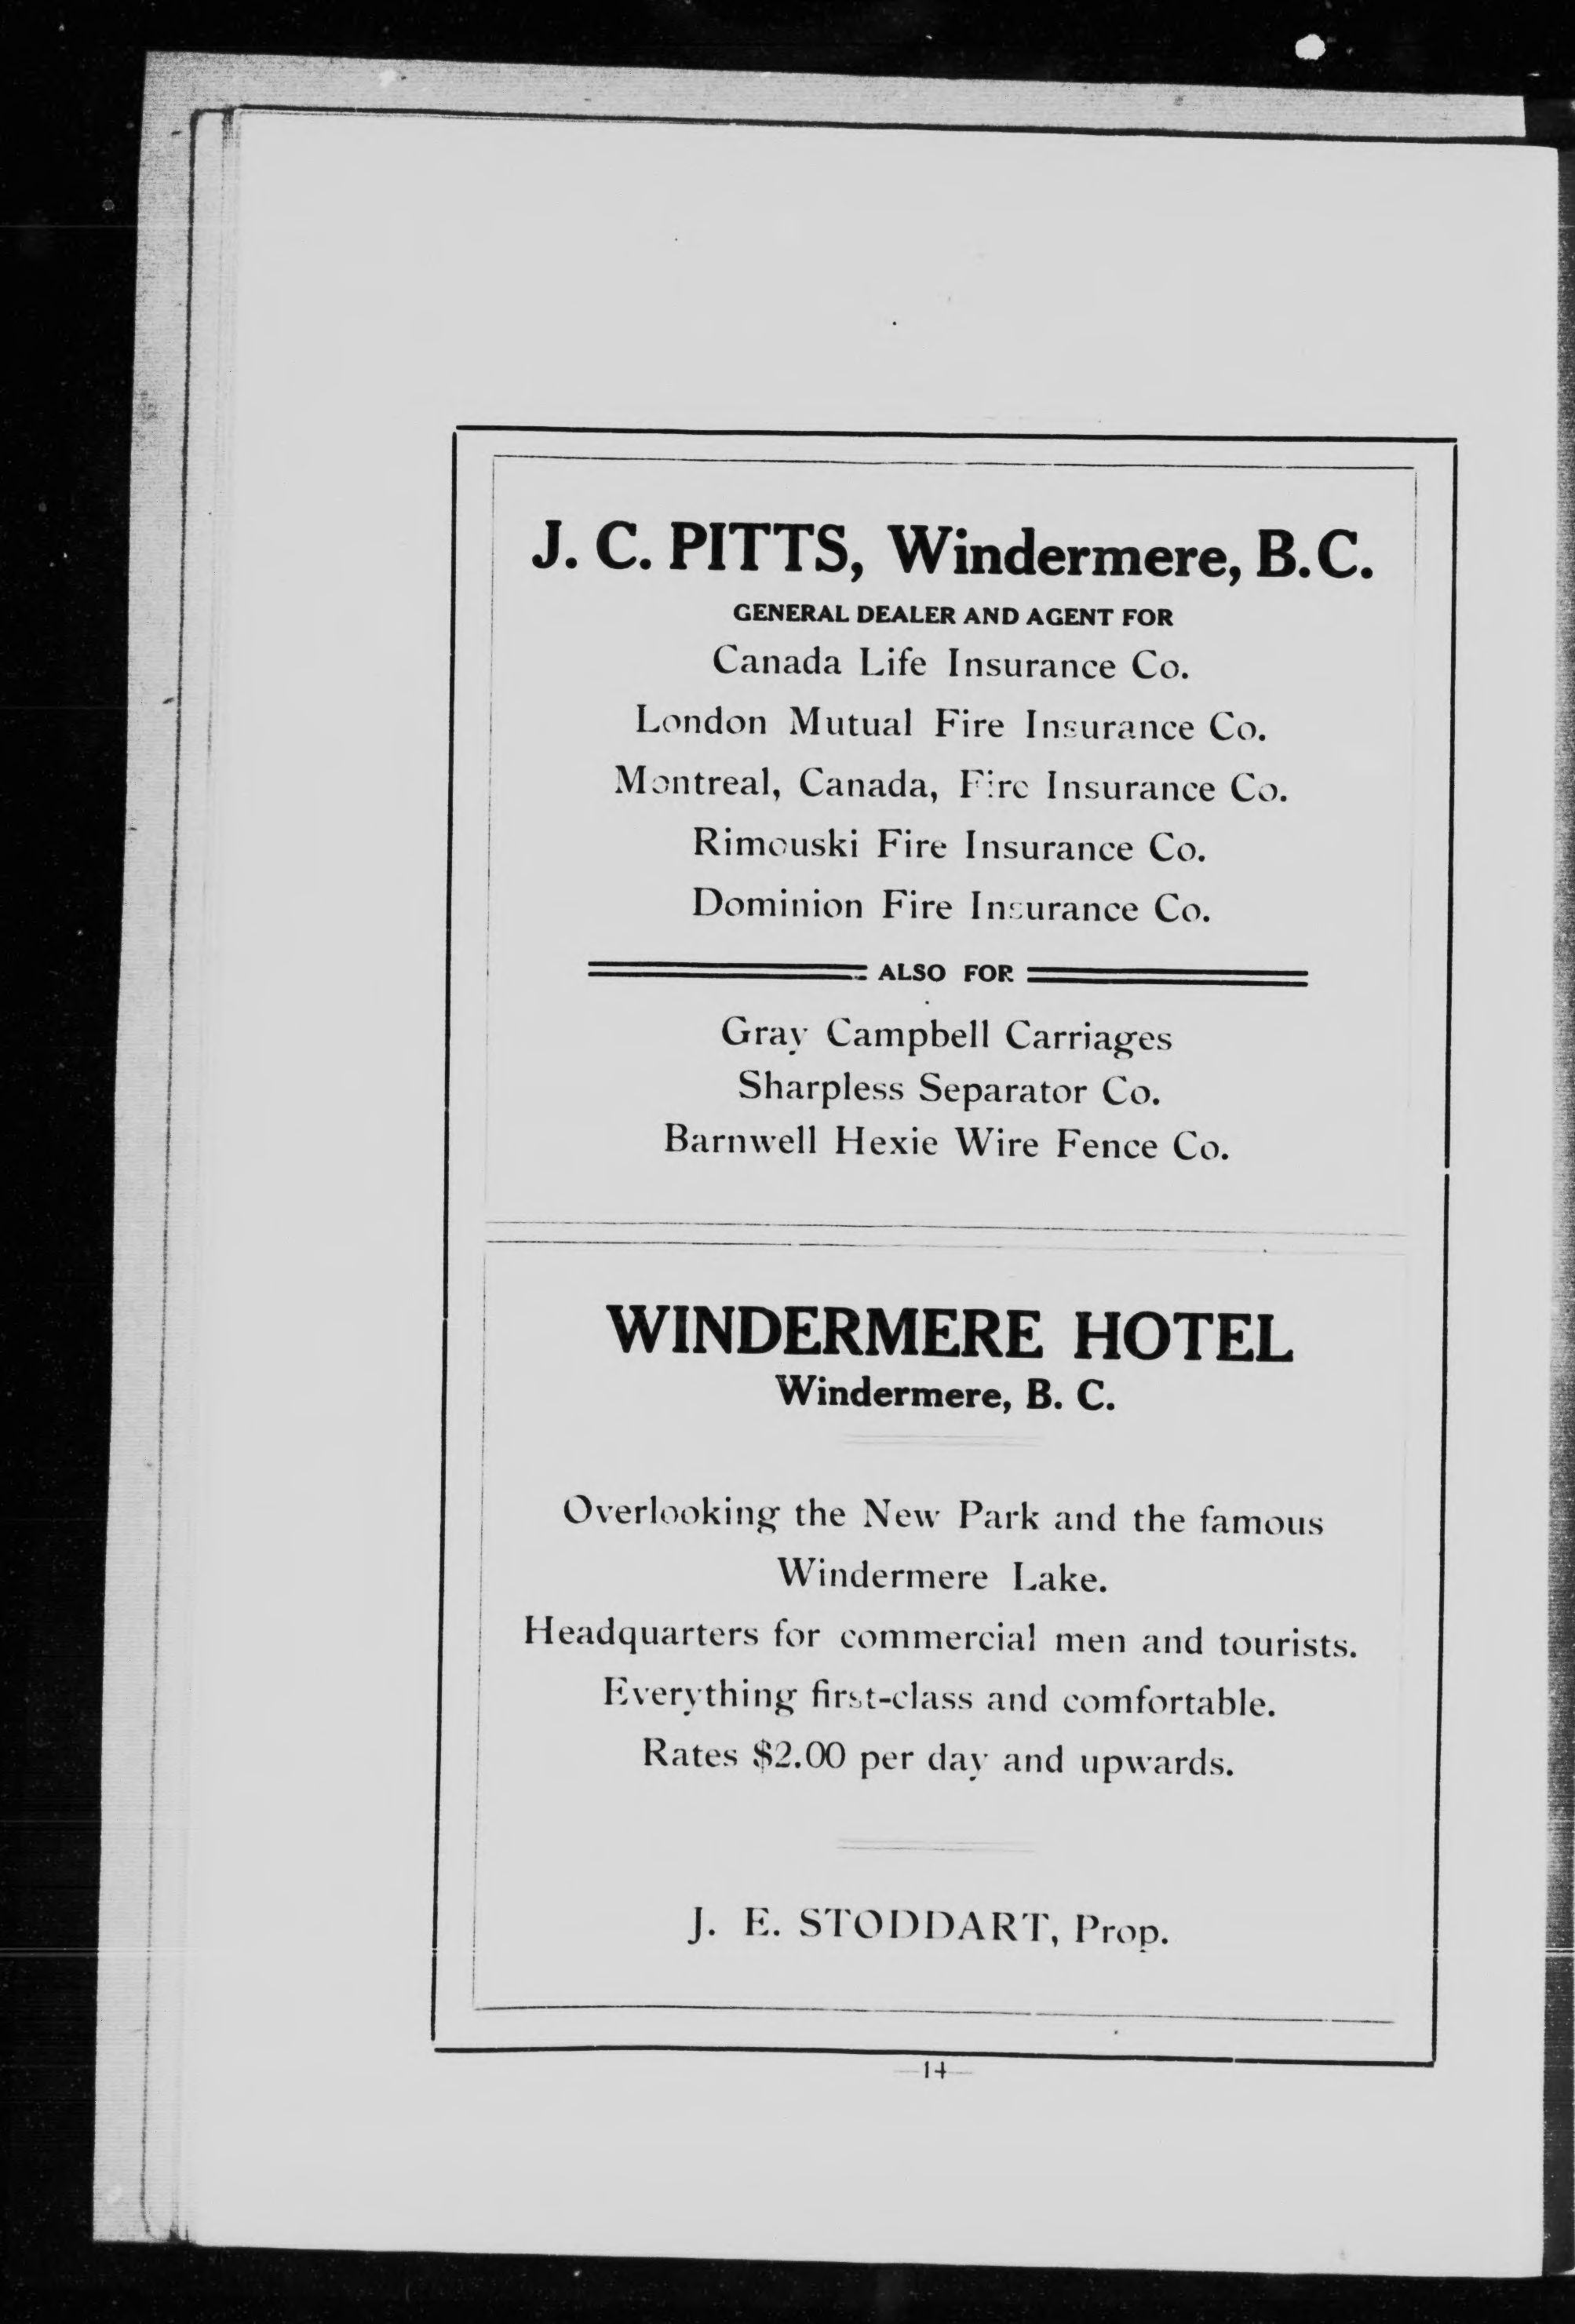 J. C. PITTS, Windermere, B.C.
GENERAL DEALER AND AGENT FOR
Canada Life Insurance Co.
London Mutual Fire Insurance Co.
Montreal, Canada, Fire Insurance Co.
Rimouski Fire Insurance Co.
Dominion Fire Insurance Co.
ALSO FOR
Gray Campbell Carriages
Sharpless Separator Co.
Barnwell Hexie Wire Fence Co.
WINDERMERE HOTEL
Windermere, B. C.
Overlooking the New Park and the famous
Windermere Lake.
Headquarters for commercial men and tourists.
Everything first-class and comfortable.
Rates $2.00 per day and upwards.
J. E. STODDART, Prop.
—14—